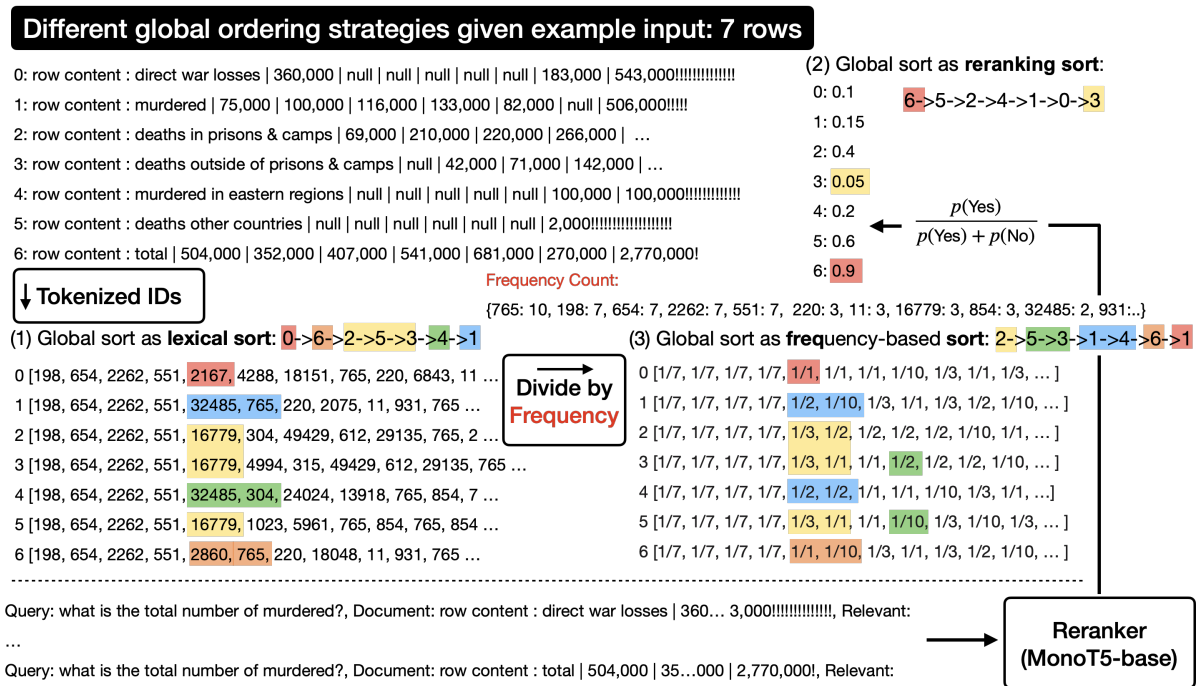 Different global ordering strategies given example input: 7 rows
0: row content : direct war losses | 360,000 | null | null | null | null | 183,000 | 543,000!!!!!!!!!!!!!!
1: row content : murdered | 75,000 | 100,000 | 116,000 | 133,000 | 82,000 | null | 506,000!!!!!
2: row content : deaths in prisons & camps | 69,000 | 210,000 | 220,000 | 266,000 | …
3: row content : deaths outside of prisons & camps | null | 42,000 | 71,000 | 142,000 | …
4: row content : murdered in eastern regions | null | null | null | null | null | 100,000 | 100,000!!!!!!!!!!!!!
5: row content : deaths other countries | null | null | null | null | null | null | 2,000!!!!!!!!!!!!!!!!!!!
6: row content : total | 504,000 | 352,000 | 407,000 | 541,000 | 681,000 | 270,000 | 2,770,000!
(2) Global sort as reranking sort:
0: 0.1
6->5->2->4->1->0->3
1: 0.15
2: 0.4
3: 0.05
4: 0.2
5: 0.6
6: 0.9
p(Yes)
p(Yes) + p(No)
↓ Tokenized IDs
Frequency Count:
{765: 10, 198: 7, 654: 7, 2262: 7, 551: 7, 220: 3, 11: 3, 16779: 3, 854: 3, 32485: 2, 931:..}
(1) Global sort as lexical sort: 0->6->2->5->3->4->1
0 [198, 654, 2262, 551, 2167, 4288, 18151, 765, 220, 6843, 11 …
1 [198, 654, 2262, 551, 32485, 765, 220, 2075, 11, 931, 765 …
2 [198, 654, 2262, 551, 16779, 304, 49429, 612, 29135, 765, 2 …
3 [198, 654, 2262, 551, 16779, 4994, 315, 49429, 612, 29135, 765 …
4 [198, 654, 2262, 551, 32485, 304, 24024, 13918, 765, 854, 7 …
5 [198, 654, 2262, 551, 16779, 1023, 5961, 765, 854, 765, 854 …
6 [198, 654, 2262, 551, 2860, 765, 220, 18048, 11, 931, 765 …
Divide by
Frequency
(3) Global sort as frequency-based sort: 2->5->3->1->4->6->1
0 [1/7, 1/7, 1/7, 1/7, 1/1, 1/1, 1/1, 1/10, 1/3, 1/1, 1/3, … ]
1 [1/7, 1/7, 1/7, 1/7, 1/2, 1/10, 1/3, 1/1, 1/3, 1/2, 1/10, … ]
2 [1/7, 1/7, 1/7, 1/7, 1/3, 1/2, 1/2, 1/2, 1/2, 1/10, 1/1, … ]
3 [1/7, 1/7, 1/7, 1/7, 1/3, 1/1, 1/1, 1/2, 1/2, 1/2, 1/10, … ]
4 [1/7, 1/7, 1/7, 1/7, 1/2, 1/2, 1/1, 1/1, 1/10, 1/3, 1/1, …]
5 [1/7, 1/7, 1/7, 1/7, 1/3, 1/1, 1/1, 1/10, 1/3, 1/10, 1/3, … ]
6 [1/7, 1/7, 1/7, 1/7, 1/1, 1/10, 1/3, 1/1, 1/3, 1/2, 1/10, … ]
Query: what is the total number of murdered?, Document: row content : direct war losses | 360… 3,000!!!!!!!!!!!!!!, Relevant:
…
Query: what is the total number of murdered?, Document: row content : total | 504,000 | 35…000 | 2,770,000!, Relevant:
Reranker
(MonoT5-base)